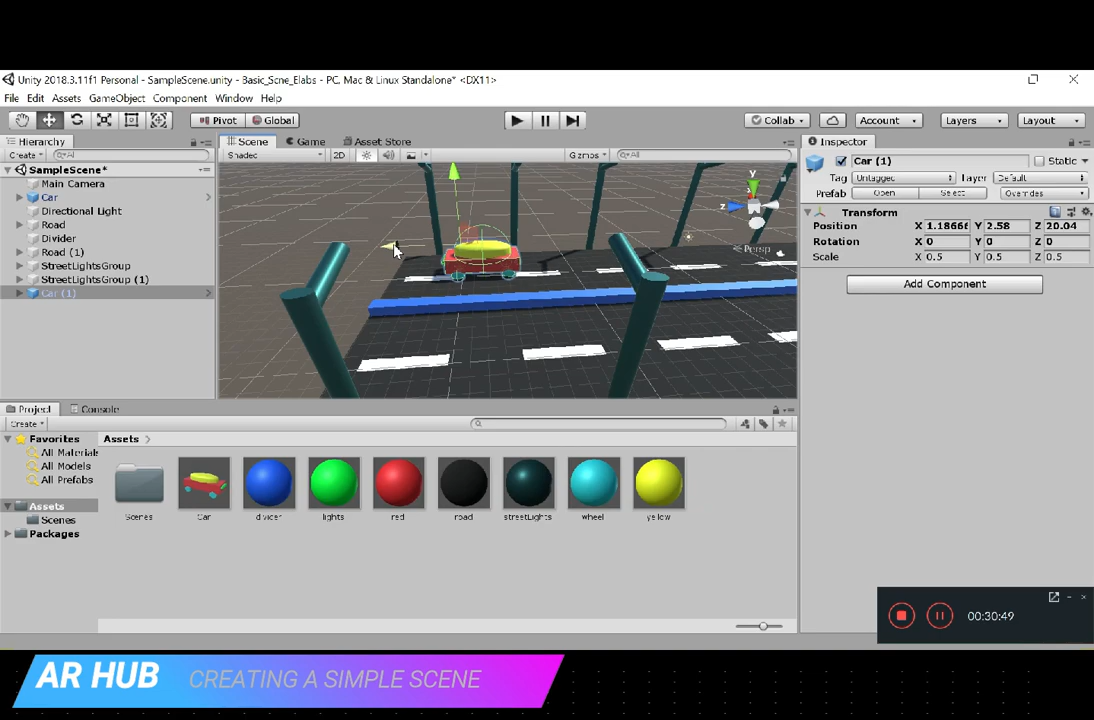 Unity 2018.3.11f1 Personal - SampleScene.unity - Basic_Scne_Elabs - PC, Mac & Linux Standalone* <DX11>
File Edit Assets GameObject Component Window Help
Pivot Global Collab Account Layers Layout
Hierarchy Scene Game Asset Store Inspector
Create All Shaded 2D Gizmos All Car (1) Static
SampleScene*
Main Camera
Car
Directional Light
Road
Divider
Road (1)
StreetLightsGroup
StreetLightsGroup (1)
Car (1)
y
x
z
Persp
Tag Untagged Layer Default
Prefab Open Select Overrides
Transform
Position X 1.1866 Y 2.58 Z 20.04
Rotation X 0 Y 0 Z 0
Scale X 0.5 Y 0.5 Z 0.5
Add Component
Project Console
Create
Favorites
All Materials
All Models
All Prefabs
Assets
Scenes
Packages
Assets
Scenes Car divicer lights red road streetLights wheel yellow
00:30:49
AR HUB CREATING A SIMPLE SCENE